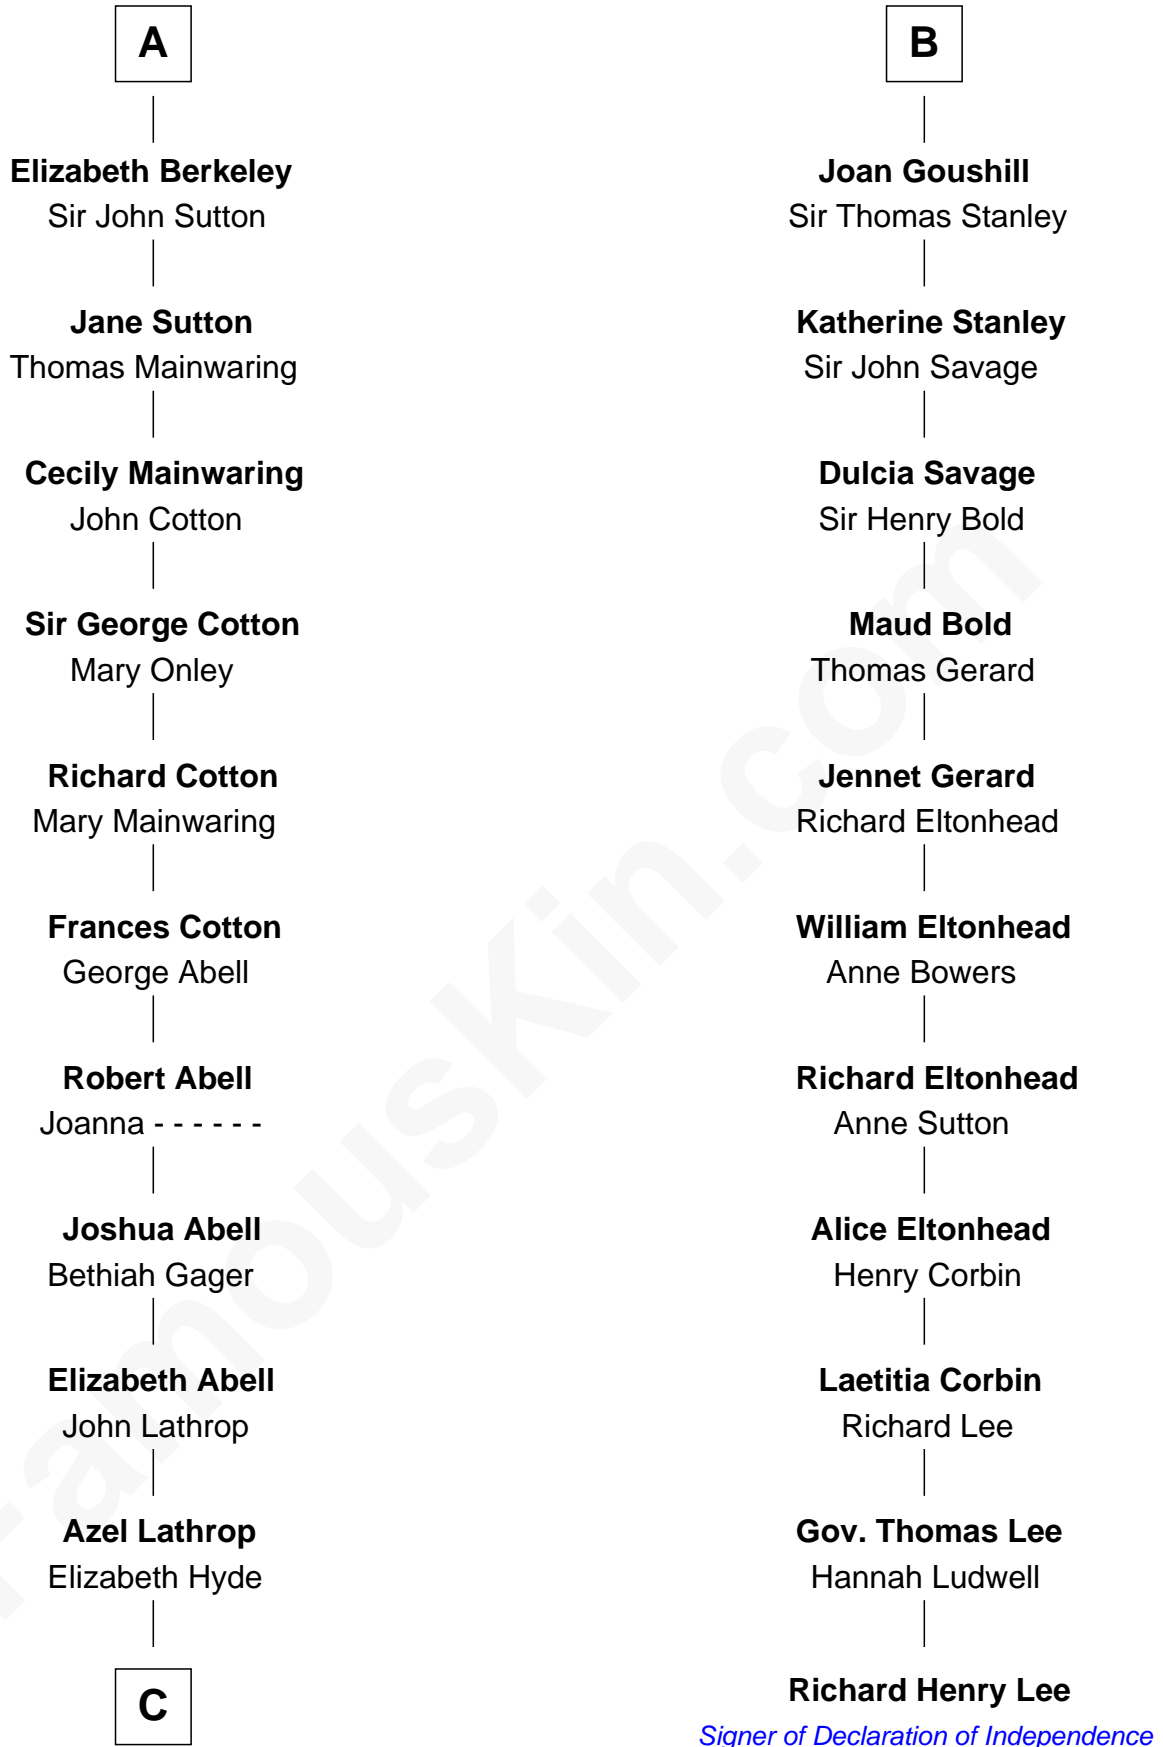 A
Elizabeth Berkeley
Sir John Sutton
Jane Sutton
Thomas Mainwaring
Cecily Mainwaring
John Cotton
Sir George Cotton
Mary Onley
Richard Cotton
Mary Mainwaring
Frances Cotton
George Abell
Robert Abell
Joanna - - - - - -
Joshua Abell
Bethiah Gager
Elizabeth Abell
John Lathrop
Azel Lathrop
Elizabeth Hyde
C
B
Joan Goushill
Sir Thomas Stanley
Katherine Stanley
Sir John Savage
Dulcia Savage
Sir Henry Bold
Maud Bold
Thomas Gerard
Jennet Gerard
Richard Eltonhead
William Eltonhead
Anne Bowers
Richard Eltonhead
Anne Sutton
Alice Eltonhead
Henry Corbin
Laetitia Corbin
Richard Lee
Gov. Thomas Lee
Hannah Ludwell
Richard Henry Lee
Signer of Declaration of Independence
FamousKin.com